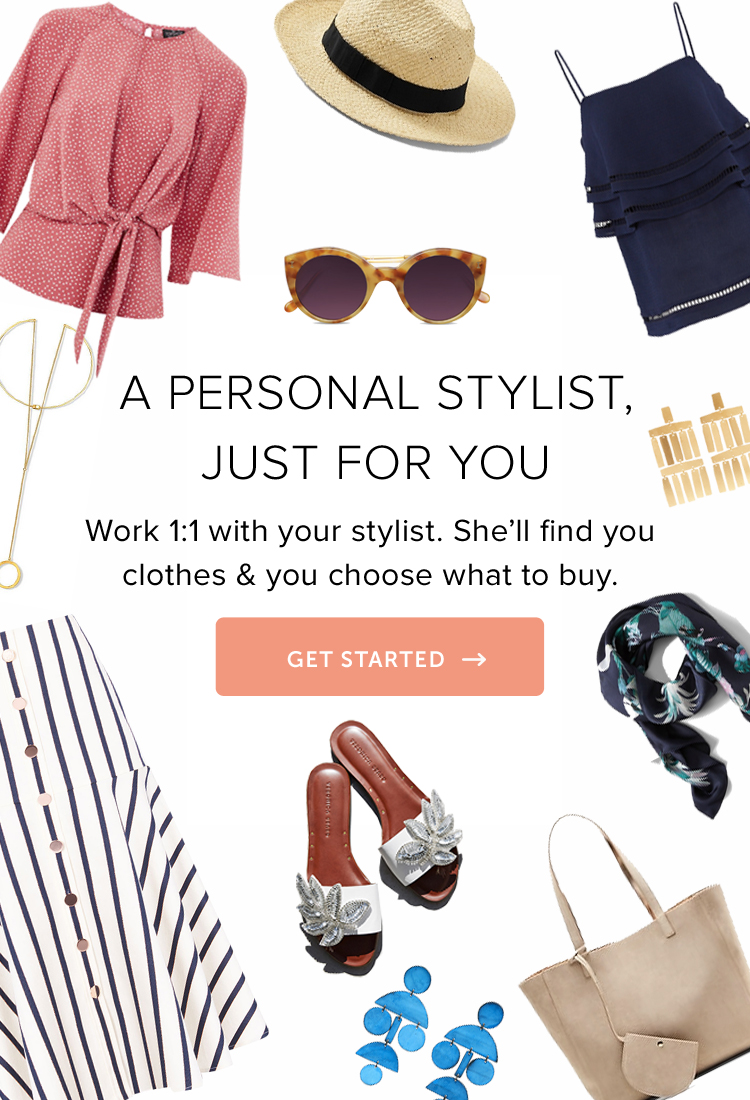 A PERSONAL STYLIST,
JUST FOR YOU
Work 1:1 with your stylist. She’ll find you
clothes & you choose what to buy.
GET STARTED →